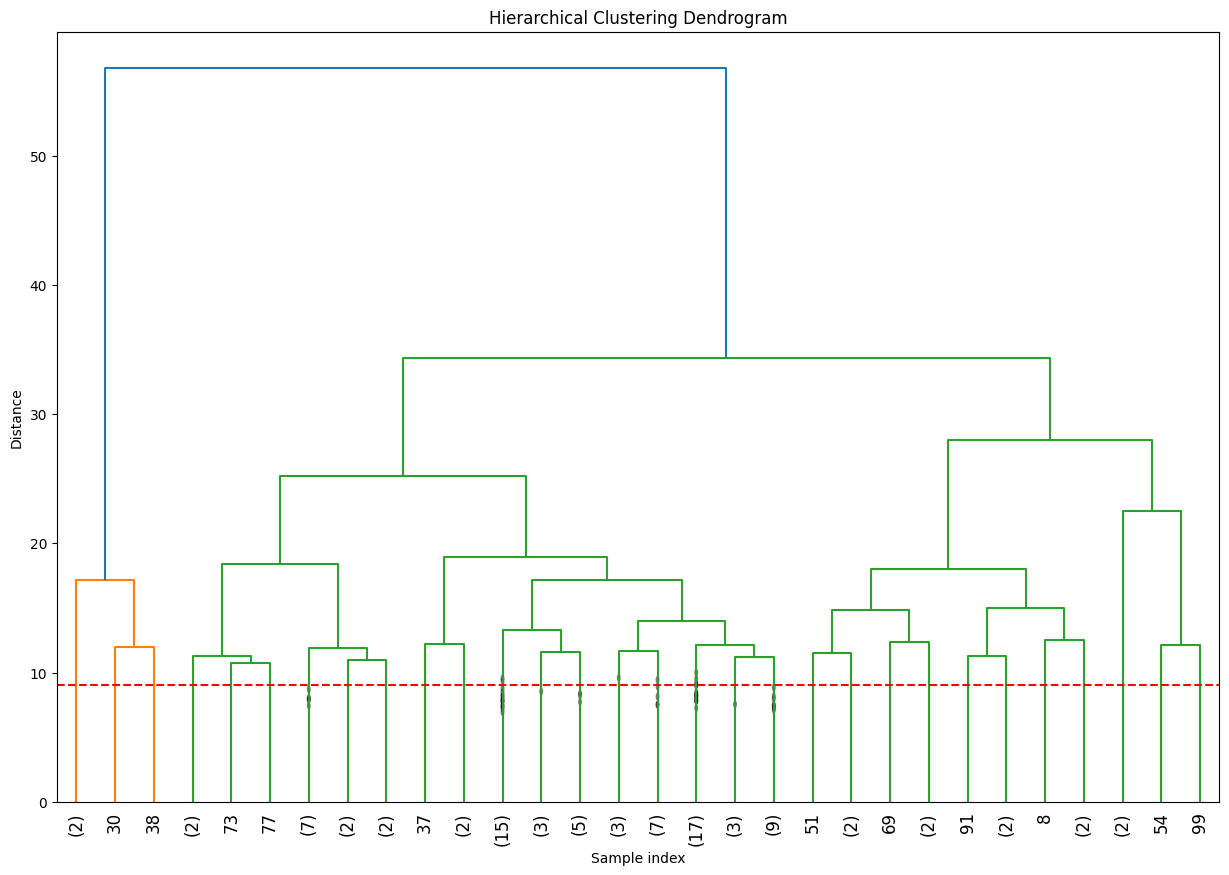 Hierarchical Clustering Dendrogram
Distance
50
40
30
20
10
0
(2) 30 38 (2) 73 77 (7) (2) (2) 37 (2) (15) (3) (5) (3) (7) (17) (3) (9) 51 (2) 69 (2) 91 (2) 8 (2) (2) 54 99
Sample index